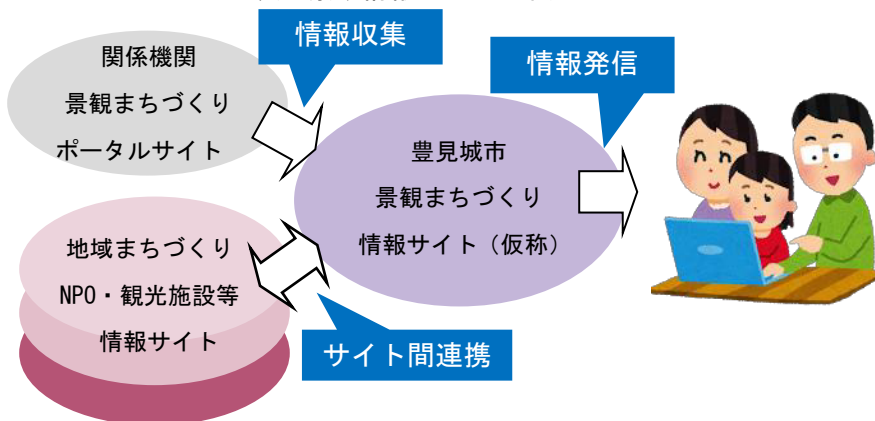 情報収集
関係機関
景観まちづくり
ポータルサイト
情報発信
豊見城市
景観まちづくり
情報サイト（仮称）
地域まちづくり
NPO・観光施設等
情報サイト
サイト間連携